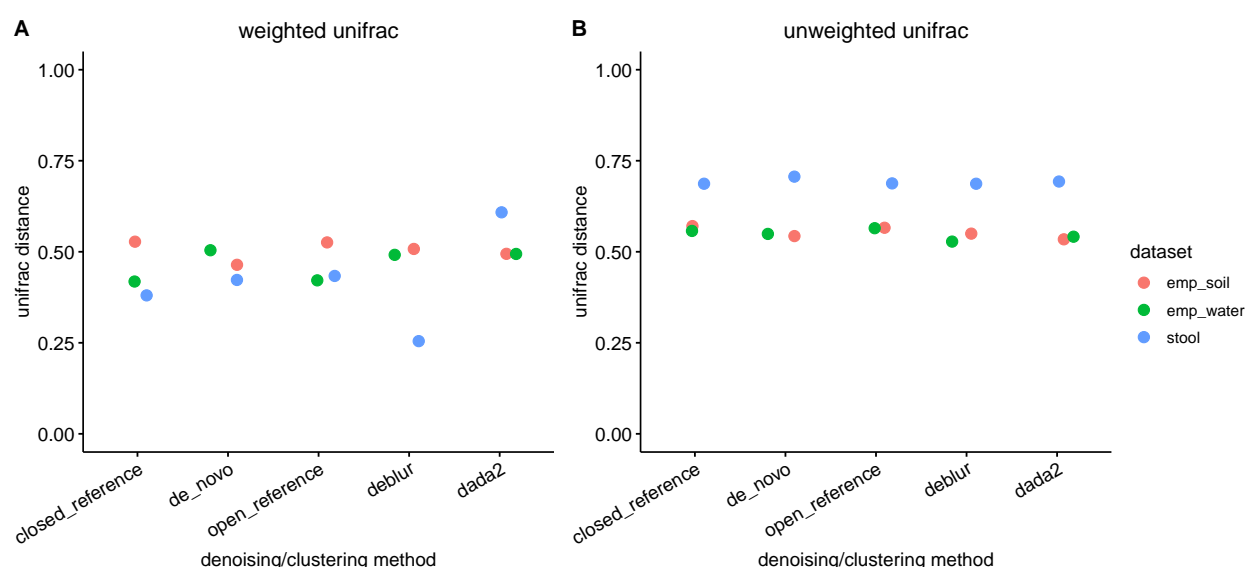 A
weighted unifrac
unifrac distance
1.00
0.75
0.50
0.25
0.00
closed_reference
de_novo
open_reference
deblur
dada2
denoising/clustering method
B
unweighted unifrac
unifrac distance
1.00
0.75
0.50
0.25
0.00
closed_reference
de_novo
open_reference
deblur
dada2
denoising/clustering method
dataset
emp_soil
emp_water
stool